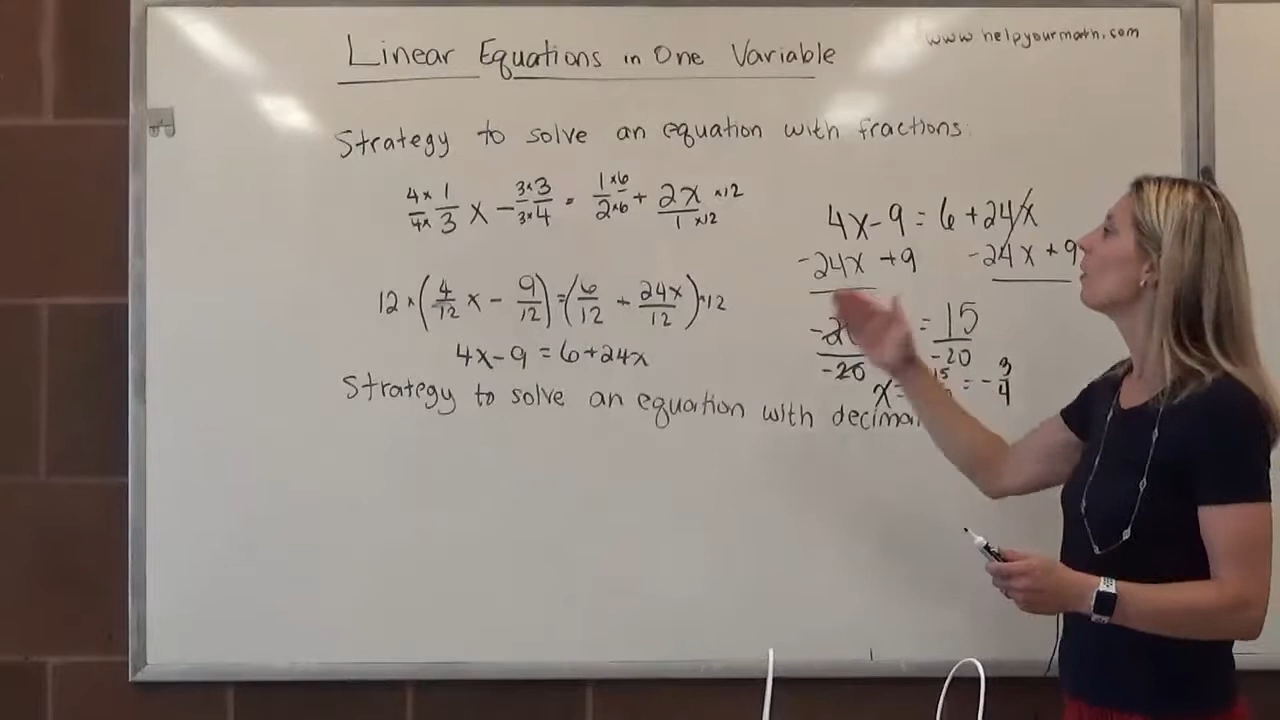 www.helpyourmath.com
Linear Equations in One Variable
Strategy to solve an equation with fractions:
4×/4× 1/3 x - 3×3/3×4 = 1×6/2×6 + 2x×12/1×12
12×(4/12 x - 9/12) = (6/12 + 24x/12)×12
4x-9=6+24x
4x-9=6+24x
-24x+9 -24x+9
= 15
-20 -20
x= 15 = -3/4
Strategy to solve an equation with